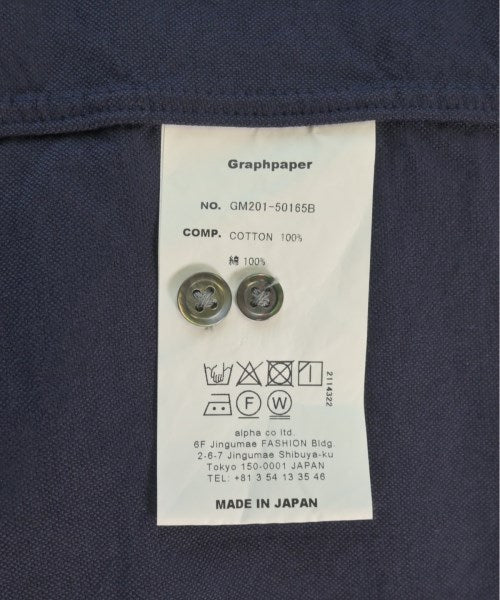 Graphpaper
NO. GM201-50165B
COMP. COTTON 100%
綿 100%
2114322
F W
alpha co ltd.
6F Jingumae FASHION Bldg.
2-6-7 Jingumae Shibuya-ku
Tokyo 150-0001 JAPAN
TEL: +81 3 54 13 35 46
MADE IN JAPAN